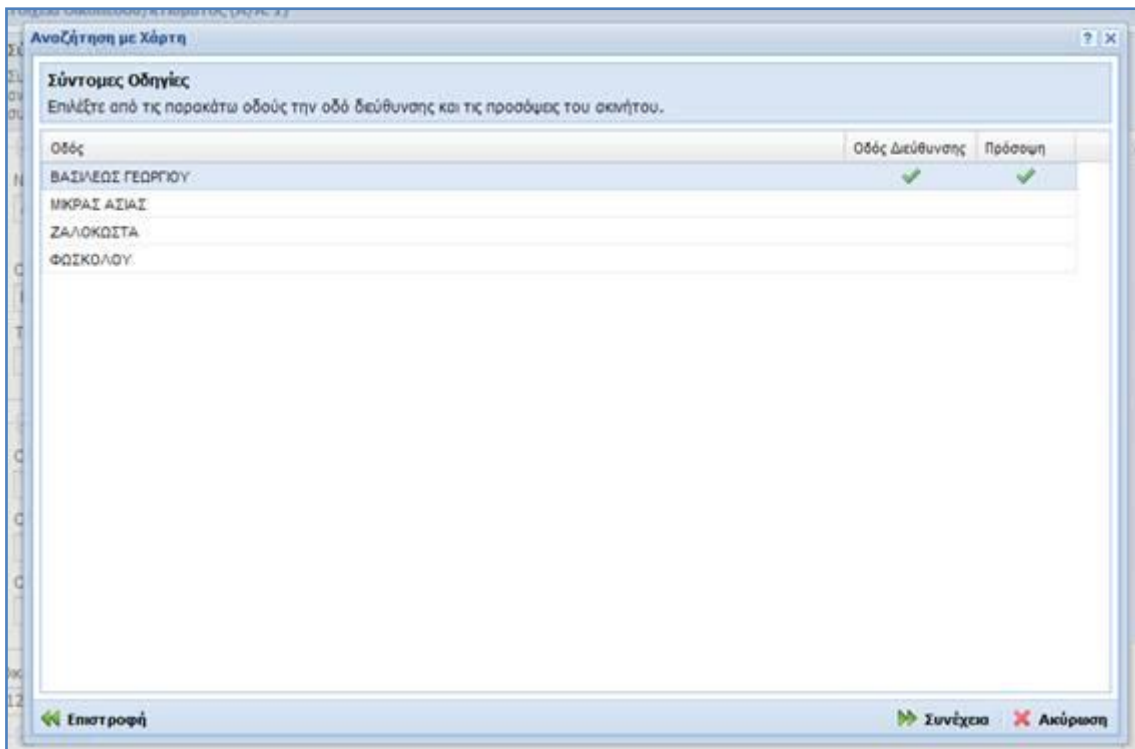 Αναζήτηση με Χάρτη
Σύντομες Οδηγίες
Επιλέξτε από τις παρακάτω οδούς την οδό διεύθυνσης και τις προσόψεις του ακινήτου.
Οδός Οδός Διεύθυνσης Πρόσοψη
ΒΑΣΙΛΕΩΣ ΓΕΩΡΓΙΟΥ
ΜΙΚΡΑΣ ΑΣΙΑΣ
ΖΑΛΟΚΩΣΤΑ
ΦΩΣΚΟΛΟΥ
Επιστροφή Συνέχεια Ακύρωση